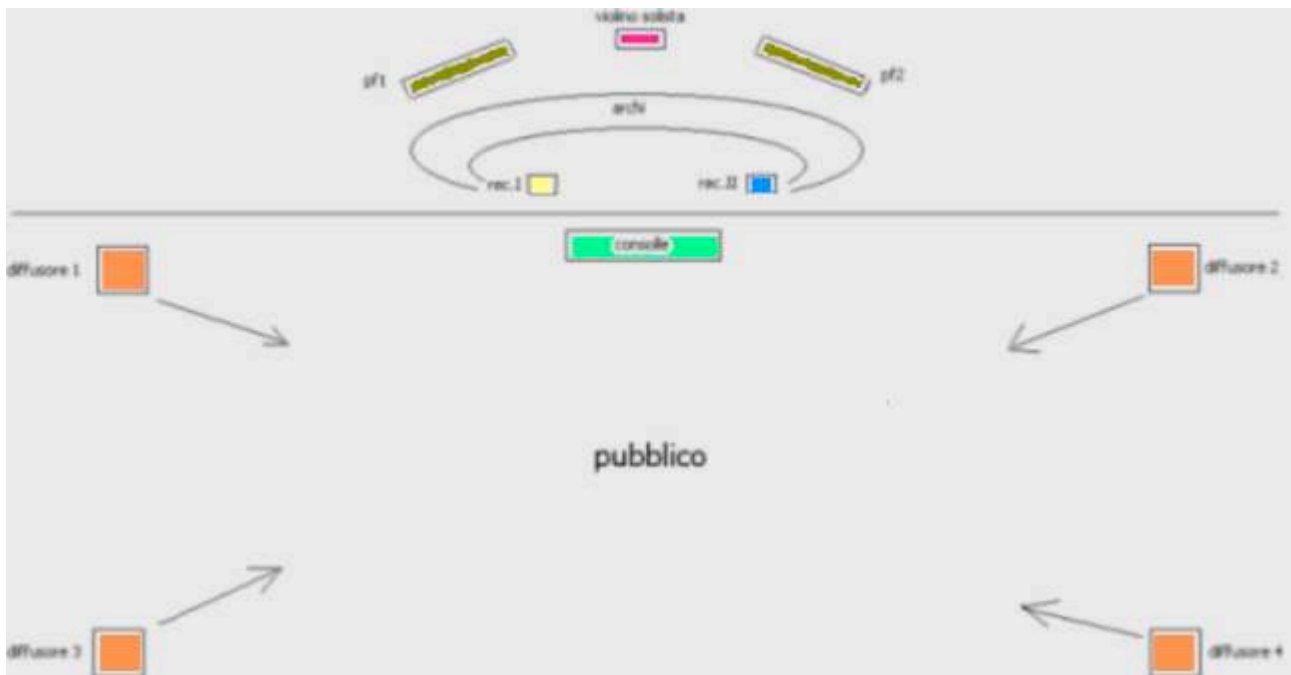 violino solista
pf1
pf2
archi
rec.I
rec.II
consolle
diffusore 1
diffusore 2
pubblico
diffusore 3
diffusore 4